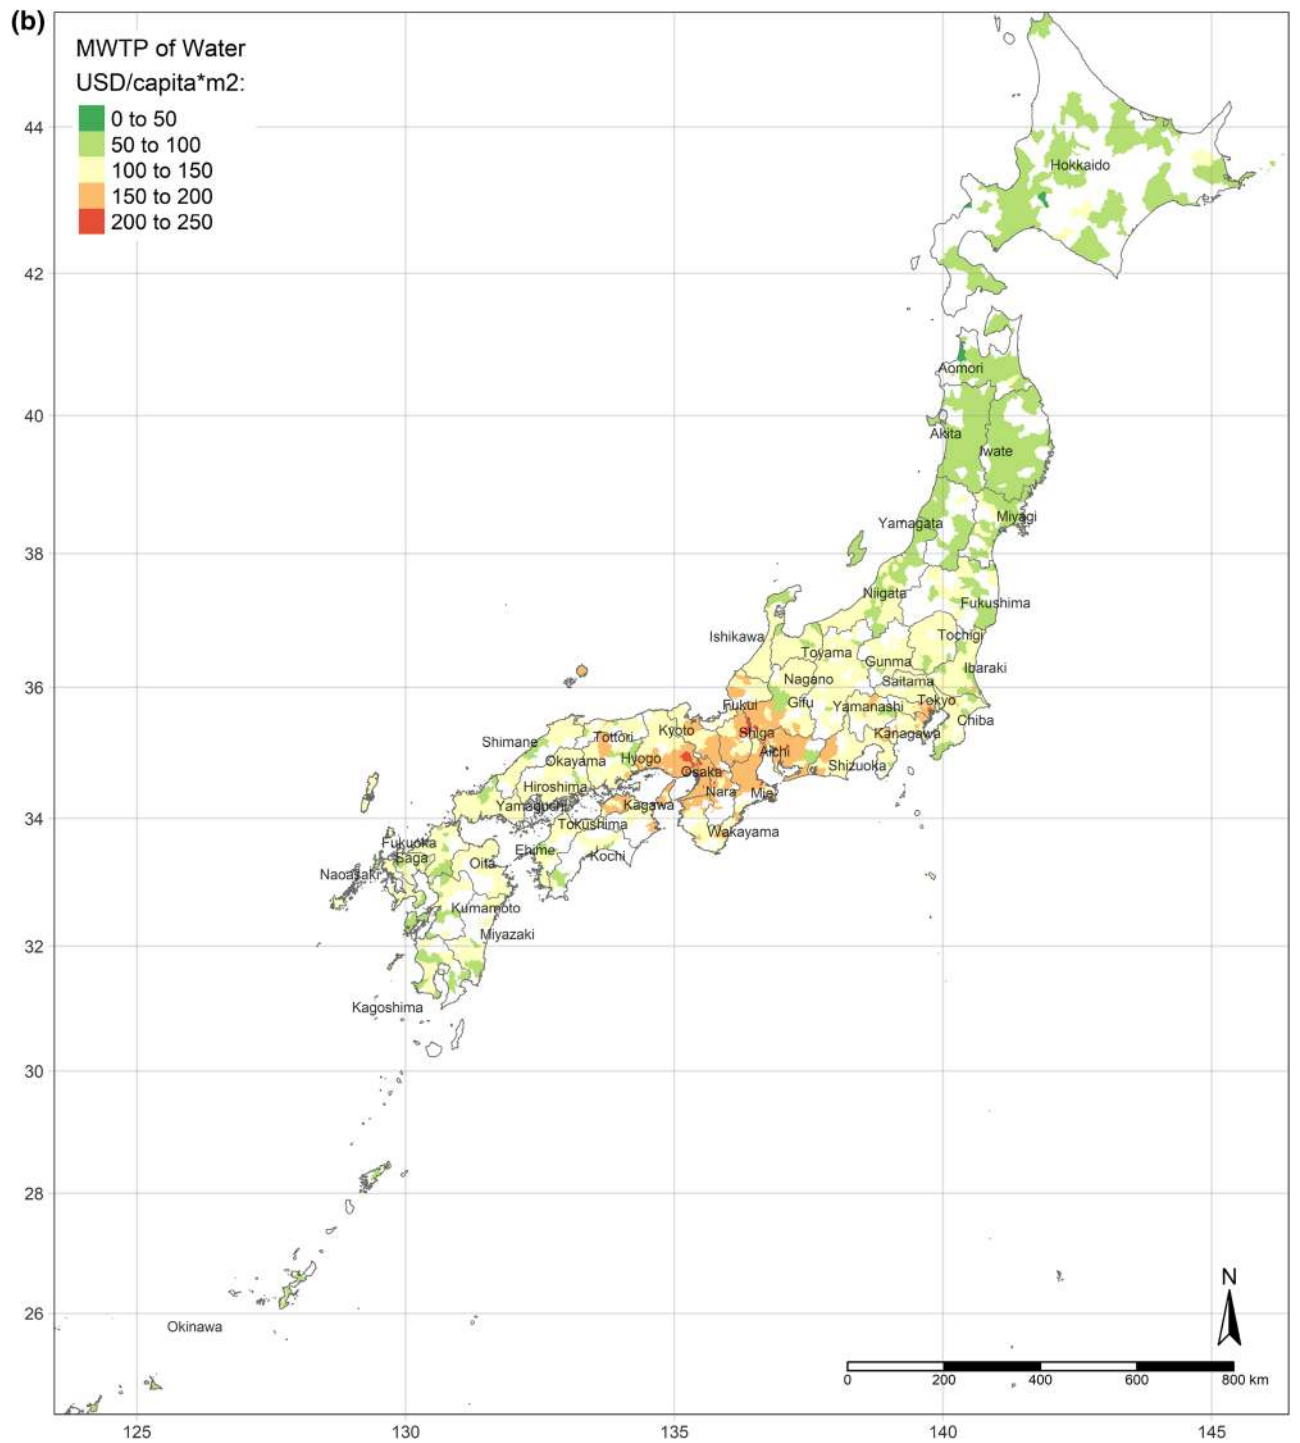 (b)
MWTP of Water
USD/capita*m2:
0 to 50
50 to 100
100 to 150
150 to 200
200 to 250
44
42
40
38
36
34
32
30
28
26
Hokkaido
Aomori
Akita
Iwate
Yamagata
Miyagi
Niigata
Fukushima
Ishikawa
Tochigi
Toyama
Gunma
Ibaraki
Nagano
Saitama
Fukui
Gifu
Yamanashi
Tokyo
Chiba
Shimane
Tottori
Kyoto
Shiga
Aichi
Kanagawa
Okayama
Hyogo
Osaka
Shizuoka
Hiroshima
Nara
Mie
Yamaguchi
Kagawa
Tokushima
Wakayama
Fukuoka
Saga
Oita
Ehime
Kochi
Naoasakr
Kumamoto
Miyazaki
Kagoshima
Okinawa
N
0 200 400 600 800 km
125 130 135 140 145